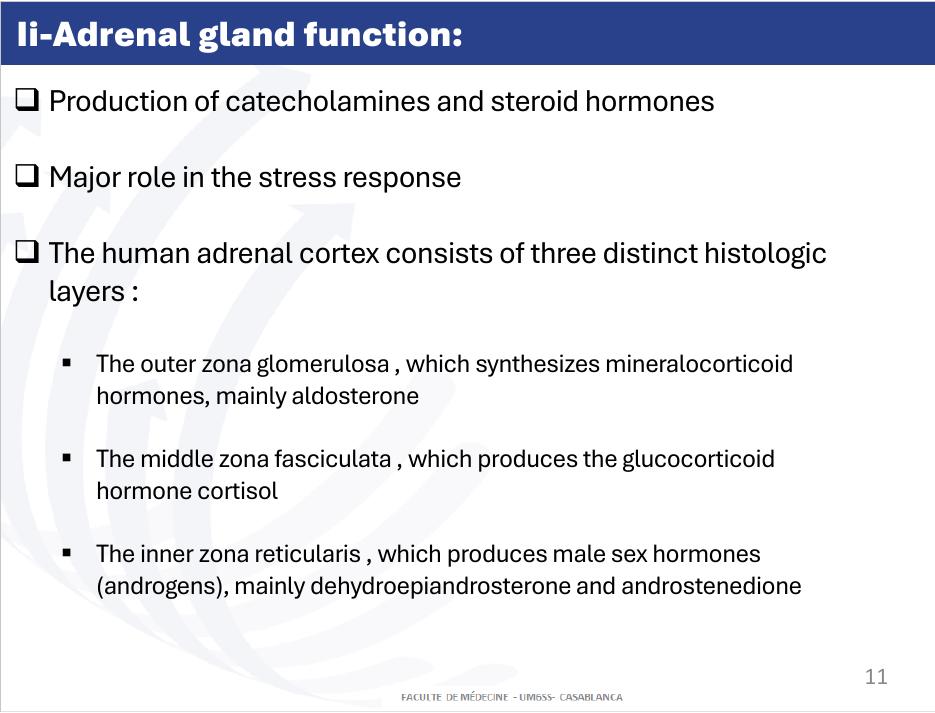 Ii-Adrenal gland function:
❑ Production of catecholamines and steroid hormones
❑ Major role in the stress response
❑ The human adrenal cortex consists of three distinct histologic
layers :
▪ The outer zona glomerulosa , which synthesizes mineralocorticoid
hormones, mainly aldosterone
▪ The middle zona fasciculata , which produces the glucocorticoid
hormone cortisol
▪ The inner zona reticularis , which produces male sex hormones
(androgens), mainly dehydroepiandrosterone and androstenedione
11
FACULTE DE MÉDECINE - UM6SS- CASABLANCA